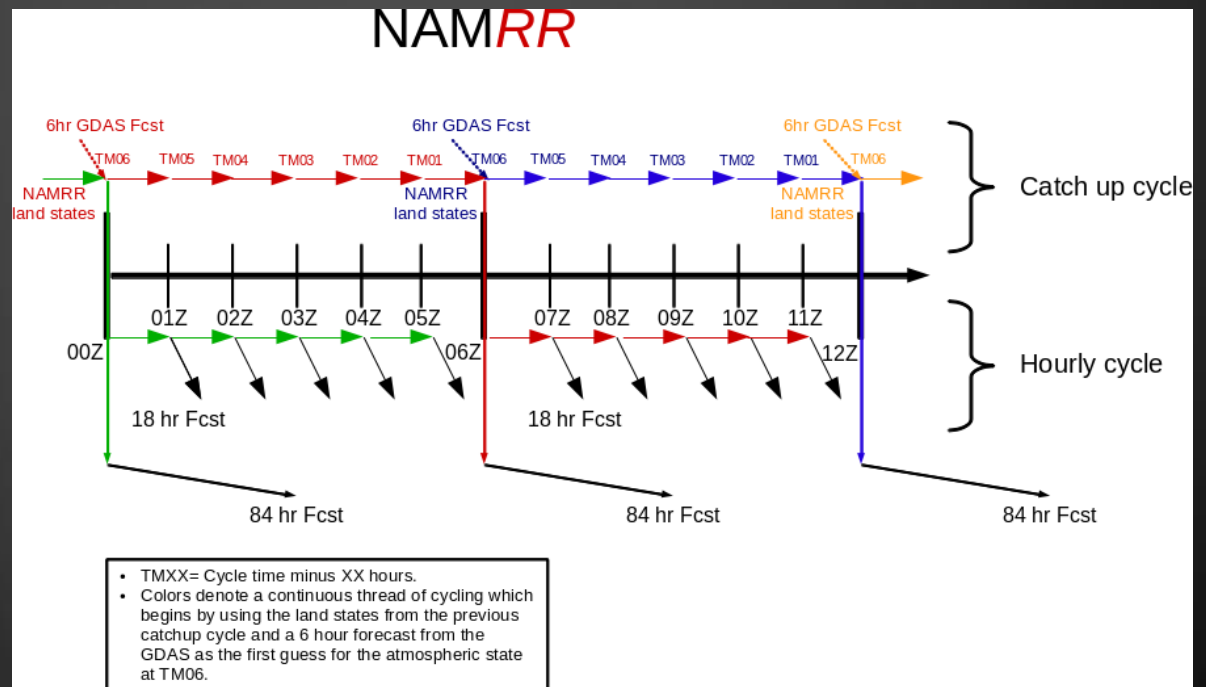 NAMRR
6hr GDAS Fcst
6hr GDAS Fcst
6hr GDAS Fcst
TM06 TM05 TM04 TM03 TM02 TM01 TM06 TM05 TM04 TM03 TM02 TM01 TM06
NAMRR
land states
NAMRR
land states
NAMRR
land states
Catch up cycle
01Z 02Z 03Z 04Z 05Z 07Z 08Z 09Z 10Z 11Z
00Z 06Z 12Z
Hourly cycle
18 hr Fcst 18 hr Fcst
84 hr Fcst 84 hr Fcst 84 hr Fcst
• TMXX= Cycle time minus XX hours.
• Colors denote a continuous thread of cycling which
begins by using the land states from the previous
catchup cycle and a 6 hour forecast from the
GDAS as the first guess for the atmospheric state
at TM06.